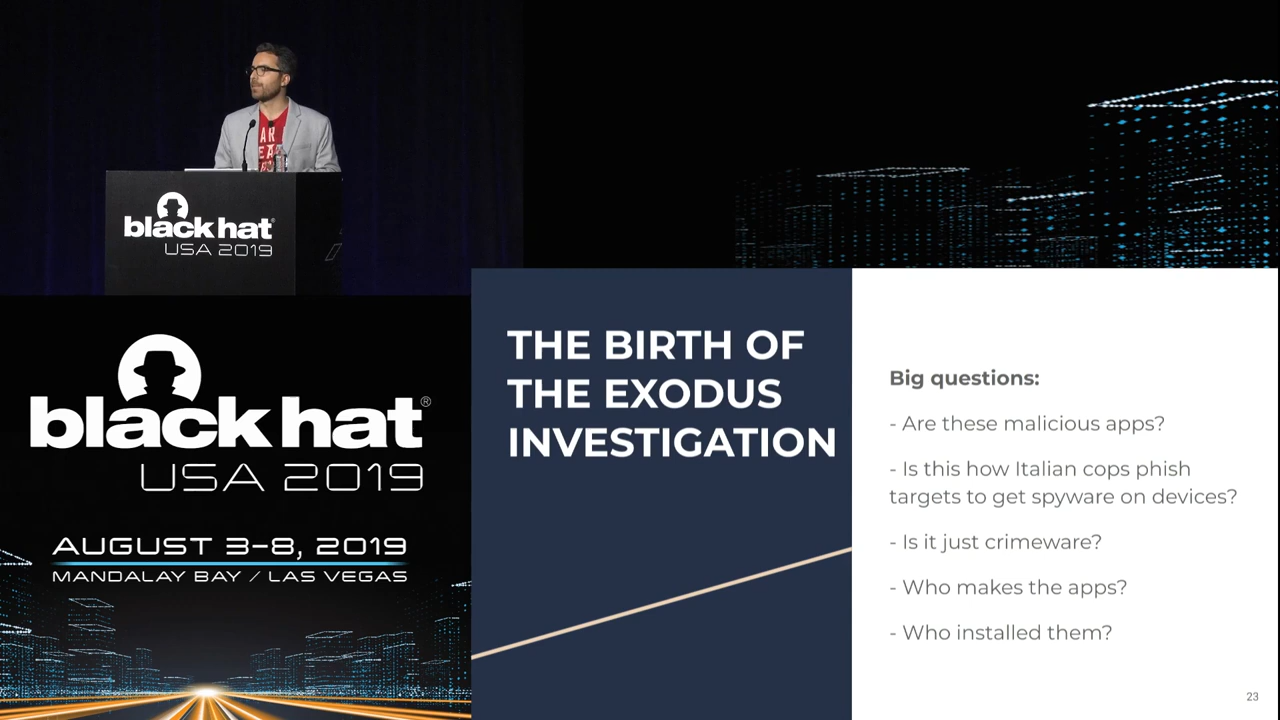 AR
EA
black hat
USA 2019
black hat®
USA 2019
AUGUST 3–8, 2019
MANDALAY BAY / LAS VEGAS
THE BIRTH OF
THE EXODUS
INVESTIGATION
Big questions:
- Are these malicious apps?
- Is this how Italian cops phish
targets to get spyware on devices?
- Is it just crimeware?
- Who makes the apps?
- Who installed them?
23